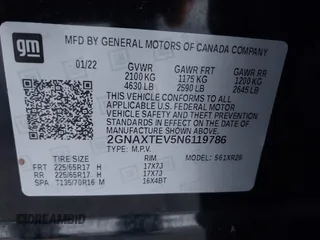 gm
MFD BY GENERAL MOTORS OF CANADA COMPANY
01/22 GVWR GAWR FRT GAWR RR
2100 KG 1175 KG 1200 KG
4630 LB 2590 LB 2645 LB
THIS VEHICLE CONFORMS TO ALL APPLICABLE
U.S. FEDERAL MOTOR VEHICLE SAFETY
AND THEFT PREVENTION STANDARDS IN
EFFECT ON THE DATE OF
MANUFACTURE SHOWN ABOVE.
2GNAXTEV5N6119786
TYPE: M.P.V.
TIRE SIZE RIM MODEL:
FRT 225/65R17 H 17X7J
RR 225/65R17 H 17X7J
SPA T135/70R16 M 16X4BT